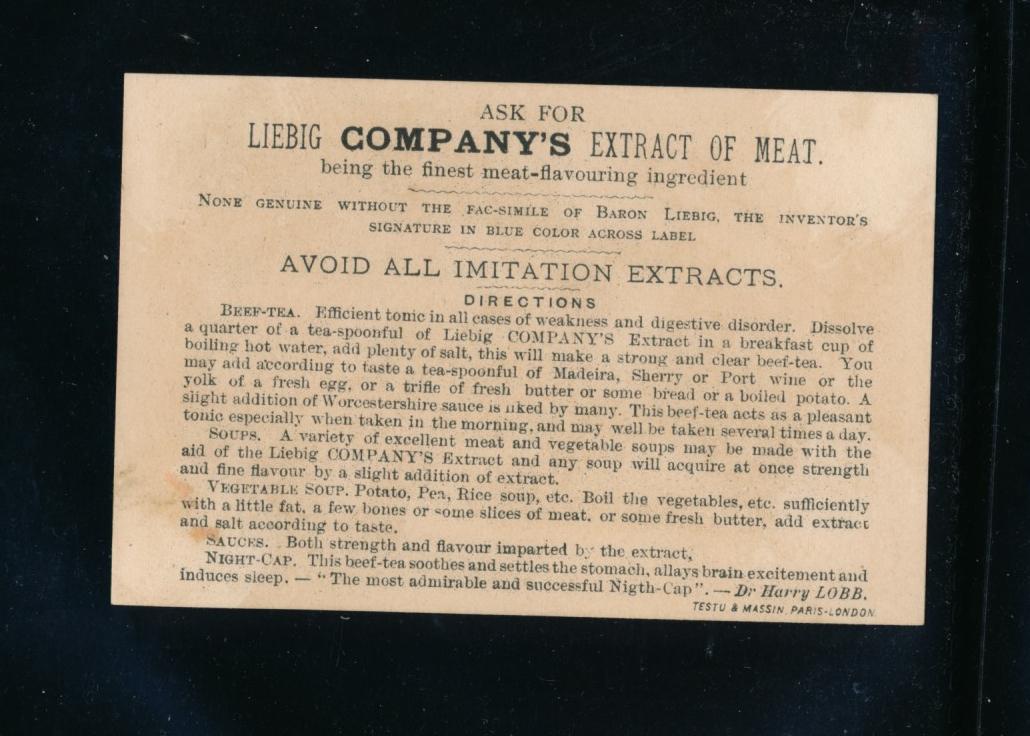 ASK FOR
LIEBIG COMPANY'S EXTRACT OF MEAT.
being the finest meat-flavouring ingredient
NONE GENUINE WITHOUT THE FAC-SIMILE OF BARON LIEBIG, THE INVENTOR'S
SIGNATURE IN BLUE COLOR ACROSS LABEL
AVOID ALL IMITATION EXTRACTS.
DIRECTIONS
BEEF-TEA. Efficient tonic in all cases of weakness and digestive disorder. Dissolve
a quarter of a tea-spoonful of Liebig COMPANY'S Extract in a breakfast cup of
boiling hot water, add plenty of salt, this will make a strong and clear beef-tea. You
may add according to taste a tea-spoonful of Madeira, Sherry or Port wine or the
yolk of a fresh egg, or a trifle of fresh butter or some bread or a boiled potato. A
slight addition of Worcestershire sauce is liked by many. This beef-tea acts as a pleasant
tonic especially when taken in the morning, and may well be taken several times a day.
SOUPS. A variety of excellent meat and vegetable soups may be made with the
aid of the Liebig COMPANY'S Extract and any soup will acquire at once strength
and fine flavour by a slight addition of extract.
VEGETABLE SOUP. Potato, Pea, Rice soup, etc. Boil the vegetables, etc. sufficiently
with a little fat, a few bones or some slices of meat, or some fresh butter, add extract
and salt according to taste.
SAUCES. Both strength and flavour imparted by the extract,
NIGHT-CAP. This beef-tea soothes and settles the stomach, allays brain excitement and
induces sleep. — "The most admirable and successful Nigth-Cap". — Dr Harry LOBB.
TESTU & MASSIN, PARIS-LONDON.